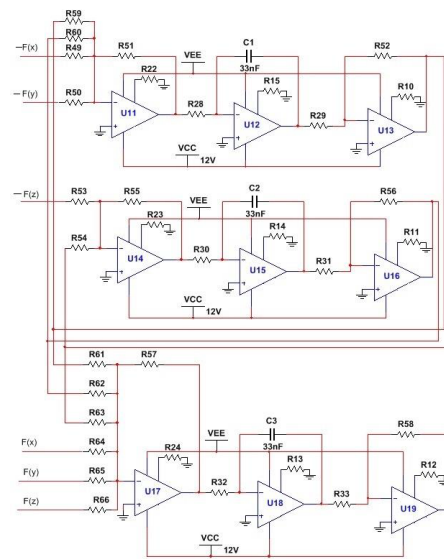 R59
R60
−F(x) R49 R51 VEE C1 R52
33nF
R22 R15 R10
−F(y) R50
U11 R28 U12 R29 U13
VCC
12V
−F(z) R53 R55 C2 R56
VEE 33nF
R54 R23 R14 R11
U14 R30 U15 R31 U16
VCC
12V
R61 R57
R62
R63
F(x) R64 VEE C3 R58
33nF
F(y) R65 R24 R13 R12
F(z) R66 U17 R32 U18 R33 U19
VCC
12V